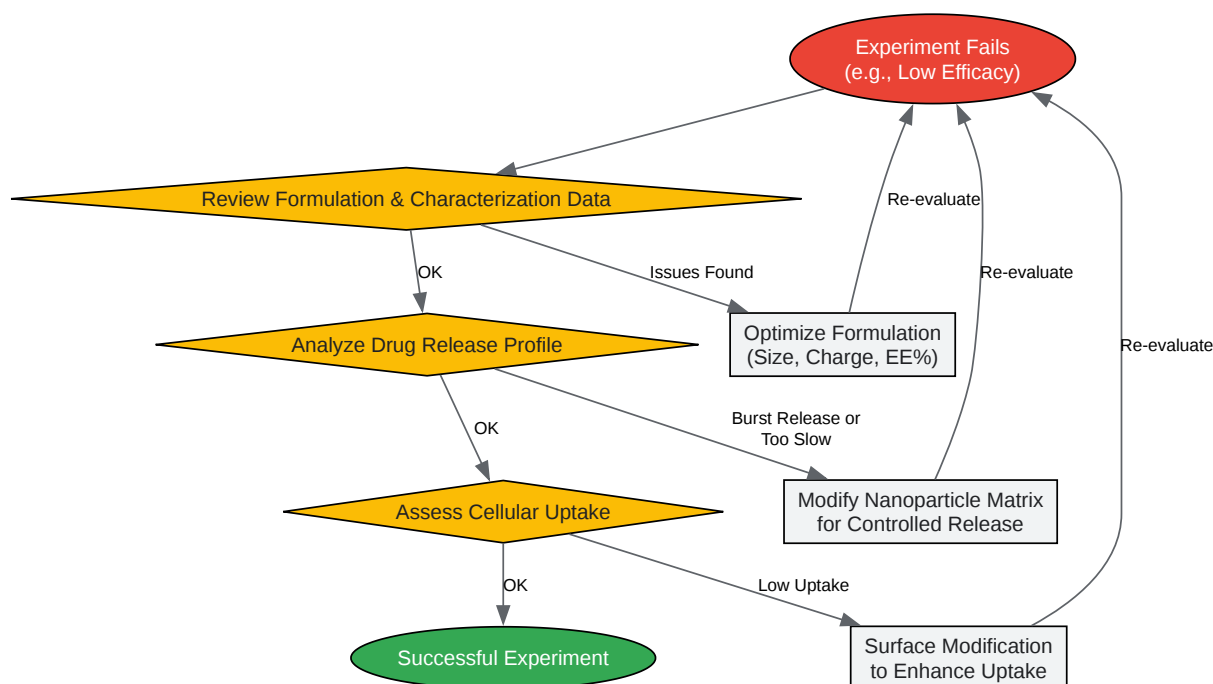 Experiment Fails
(e.g., Low Efficacy)
Review Formulation & Characterization Data
Re-evaluate
OK
Issues Found
Re-evaluate
Optimize Formulation
(Size, Charge, EE%)
Analyze Drug Release Profile
Re-evaluate
OK
Burst Release or
Too Slow
Modify Nanoparticle Matrix
for Controlled Release
Assess Cellular Uptake
OK
Low Uptake
Successful Experiment
Surface Modification
to Enhance Uptake